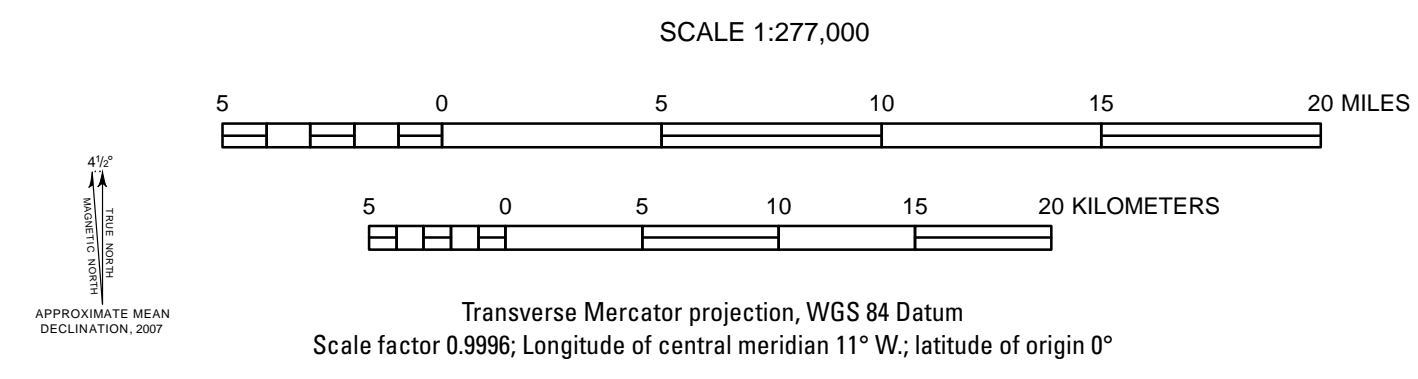 SCALE 1:277,000
5 0 5 10 15 20 MILES
5 0 5 10 15 20 KILOMETERS
4 1/2°
MAGNETIC NORTH
TRUE NORTH
APPROXIMATE MEAN
DECLINATION, 2007
Transverse Mercator projection, WGS 84 Datum
Scale factor 0.9996; Longitude of central meridian 11° W.; latitude of origin 0°